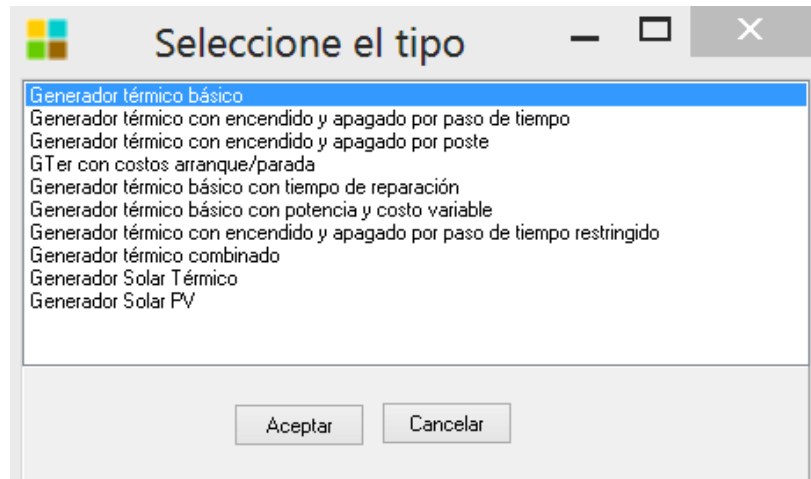 Seleccione el tipo
Generador térmico básico
Generador térmico con encendido y apagado por paso de tiempo
Generador térmico con encendido y apagado por poste
GTer con costos arranque/parada
Generador térmico básico con tiempo de reparación
Generador térmico básico con potencia y costo variable
Generador térmico con encendido y apagado por paso de tiempo restringido
Generador térmico combinado
Generador Solar Térmico
Generador Solar PV
Aceptar Cancelar